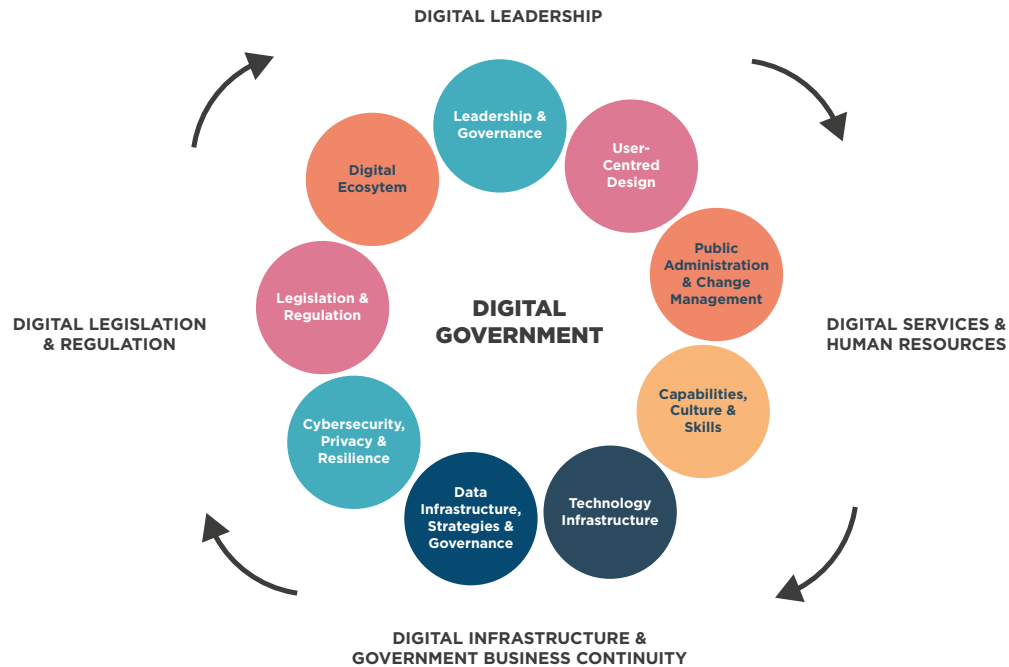 DIGITAL LEADERSHIP
Leadership &
Governance
User-
Centred
Design
Public
Administration
& Change
Management
Capabilities,
Culture &
Skills
Technology
Infrastructure
Data
Infrastructure,
Strategies &
Governance
Cybersecurity,
Privacy &
Resilience
Legislation &
Regulation
Digital
Ecosytem
DIGITAL
GOVERNMENT
DIGITAL SERVICES &
HUMAN RESOURCES
DIGITAL INFRASTRUCTURE &
GOVERNMENT BUSINESS CONTINUITY
DIGITAL LEGISLATION
& REGULATION